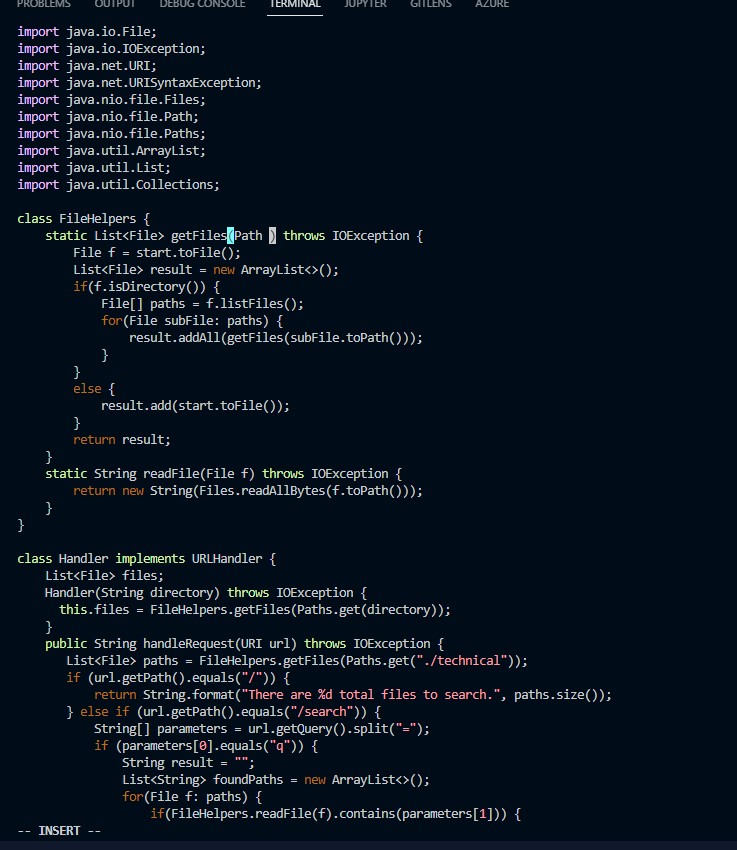 PROBLEMS OUTPUT DEBUG CONSOLE TERMINAL JUPYTER GITLENS AZURE
import java.io.File;
import java.io.IOException;
import java.net.URI;
import java.net.URISyntaxException;
import java.nio.file.Files;
import java.nio.file.Path;
import java.nio.file.Paths;
import java.util.ArrayList;
import java.util.List;
import java.util.Collections;

class FileHelpers {
    static List<File> getFiles(Path ) throws IOException {
        File f = start.toFile();
        List<File> result = new ArrayList<>();
        if(f.isDirectory()) {
            File[] paths = f.listFiles();
            for(File subFile: paths) {
                result.addAll(getFiles(subFile.toPath()));
            }
        }
        else {
            result.add(start.toFile());
        }
        return result;
    }
    static String readFile(File f) throws IOException {
        return new String(Files.readAllBytes(f.toPath()));
    }
}

class Handler implements URLHandler {
    List<File> files;
    Handler(String directory) throws IOException {
      this.files = FileHelpers.getFiles(Paths.get(directory));
    }
    public String handleRequest(URI url) throws IOException {
       List<File> paths = FileHelpers.getFiles(Paths.get("./technical"));
       if (url.getPath().equals("/")) {
           return String.format("There are %d total files to search.", paths.size());
       } else if (url.getPath().equals("/search")) {
           String[] parameters = url.getQuery().split("=");
           if (parameters[0].equals("q")) {
               String result = "";
               List<String> foundPaths = new ArrayList<>();
               for(File f: paths) {
                   if(FileHelpers.readFile(f).contains(parameters[1])) {
-- INSERT --